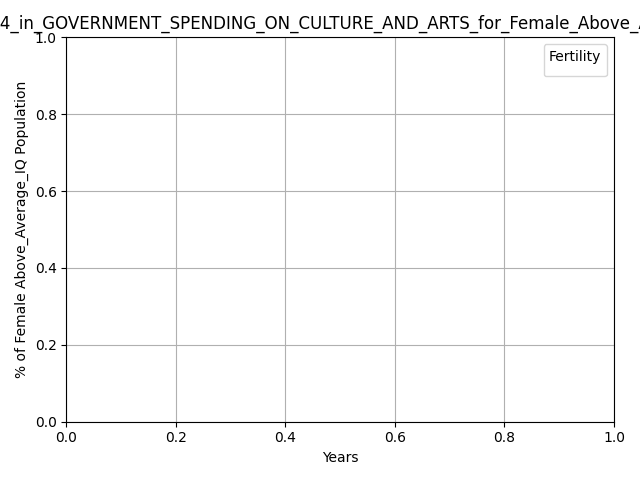 4_in_GOVERNMENT_SPENDING_ON_CULTURE_AND_ARTS_for_Female_Above_
Fertility
1.0
0.8
0.6
0.4
0.2
0.0
% of Female Above_Average_IQ Population
0.0 0.2 0.4 0.6 0.8 1.0
Years